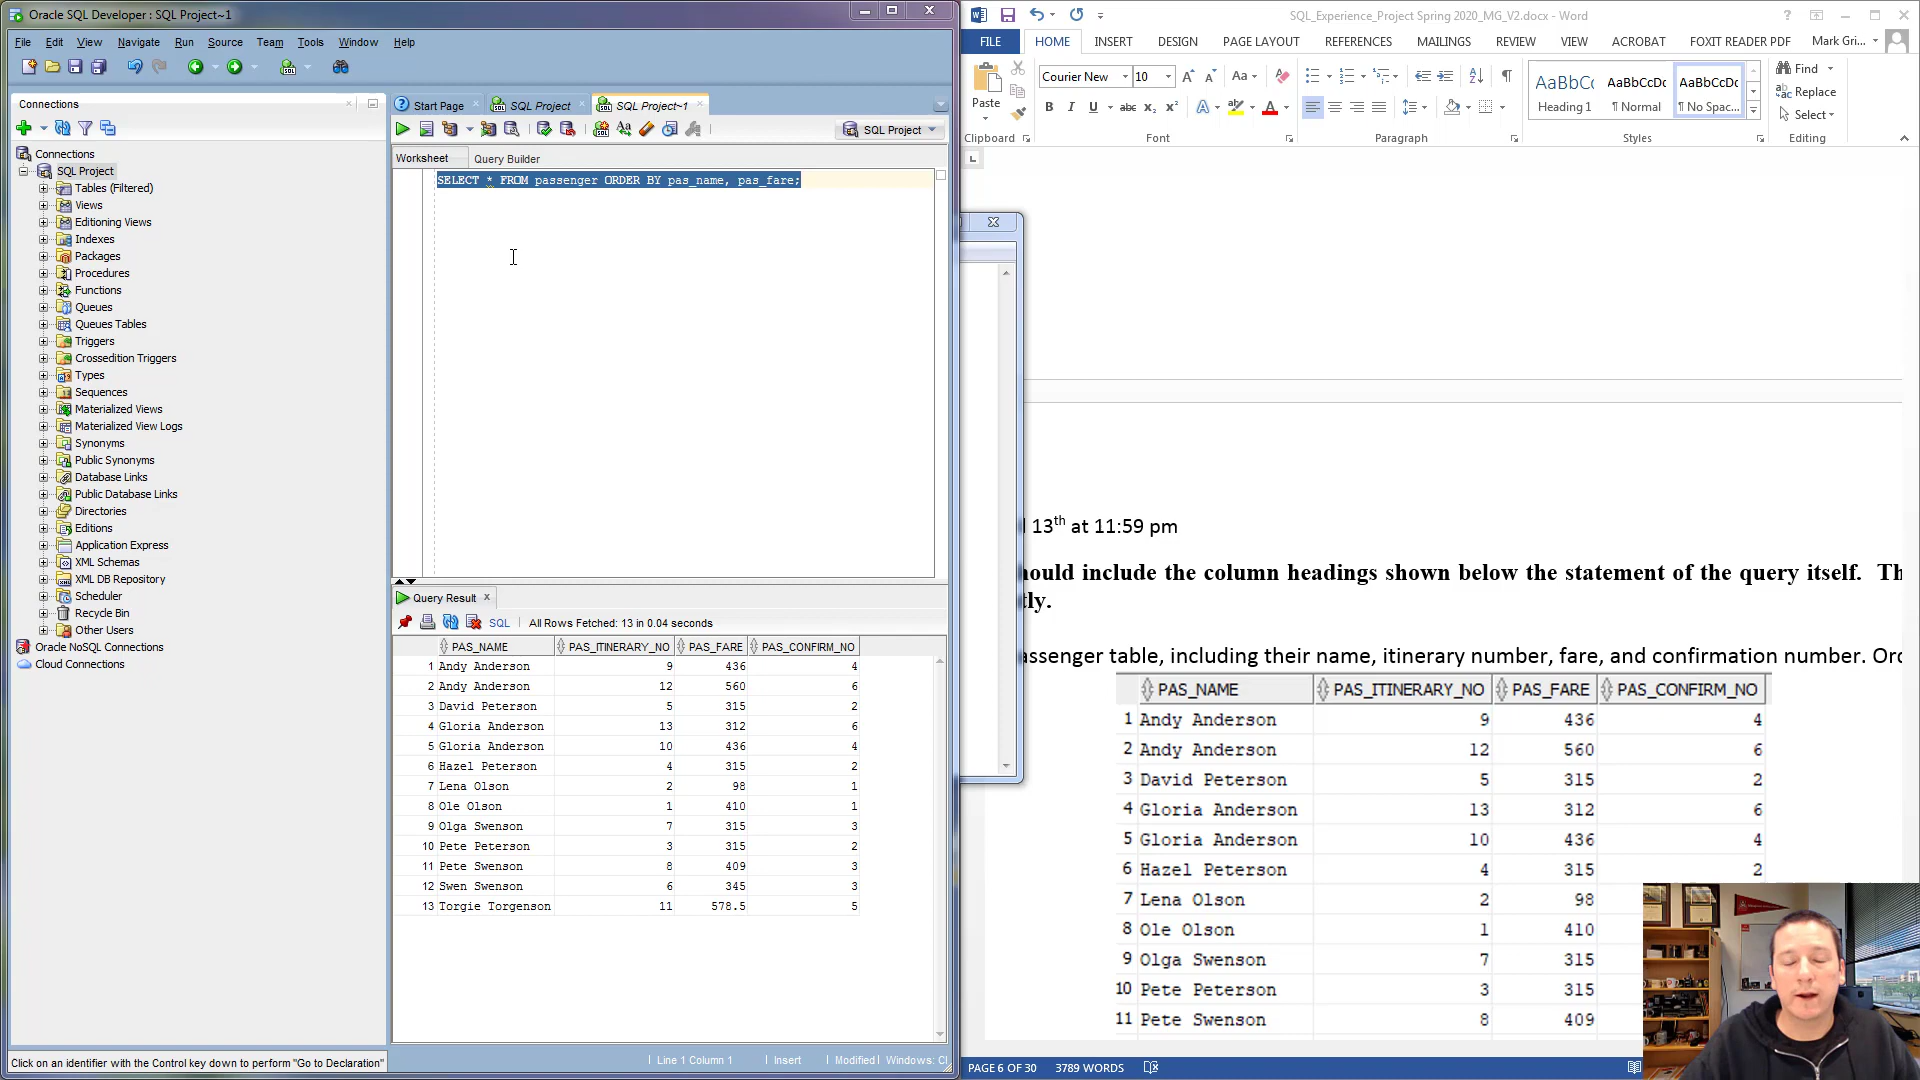 Oracle SQL Developer : SQL Project~1
File Edit View Navigate Run Source Team Tools Window Help
Connections
Connections
SQL Project
Tables (Filtered)
Views
Editioning Views
Indexes
Packages
Procedures
Functions
Queues
Queues Tables
Triggers
Crossedition Triggers
Types
Sequences
Materialized Views
Materialized View Logs
Synonyms
Public Synonyms
Database Links
Public Database Links
Directories
Editions
Application Express
XML Schemas
XML DB Repository
Scheduler
Recycle Bin
Other Users
Oracle NoSQL Connections
Cloud Connections
Click on an identifier with the Control key down to perform "Go to Declaration"
Start Page SQL Project SQL Project~1
SQL Project
Worksheet Query Builder
SELECT * FROM passenger ORDER BY pas_name, pas_fare;
Query Result
SQL All Rows Fetched: 13 in 0.04 seconds
PAS_NAME PAS_ITINERARY_NO PAS_FARE PAS_CONFIRM_NO
1 Andy Anderson 9 436 4
2 Andy Anderson 12 560 6
3 David Peterson 5 315 2
4 Gloria Anderson 13 312 6
5 Gloria Anderson 10 436 4
6 Hazel Peterson 4 315 2
7 Lena Olson 2 98 1
8 Ole Olson 1 410 1
9 Olga Swenson 7 315 3
10 Pete Peterson 3 315 2
11 Pete Swenson 8 409 3
12 Swen Swenson 6 345 3
13 Torgie Torgenson 11 578.5 5
Line 1 Column 1 Insert Modified Windows: Cl
SQL_Experience_Project Spring 2020_MG_V2.docx - Word
FILE HOME INSERT DESIGN PAGE LAYOUT REFERENCES MAILINGS REVIEW VIEW ACROBAT FOXIT READER PDF Mark Gri...
Paste
Courier New 10 Aa
B I U abc x₂ x² A A
AaBbCc AaBbCcDc AaBbCcDc
Heading 1 ¶ Normal ¶ No Spac...
Find
Replace
Select
Clipboard Font Paragraph Styles Editing
13th at 11:59 pm
ould include the column headings shown below the statement of the query itself. Th
tly.
assenger table, including their name, itinerary number, fare, and confirmation number. Orc
PAS_NAME PAS_ITINERARY_NO PAS_FARE PAS_CONFIRM_NO
1 Andy Anderson 9 436 4
2 Andy Anderson 12 560 6
3 David Peterson 5 315 2
4 Gloria Anderson 13 312 6
5 Gloria Anderson 10 436 4
6 Hazel Peterson 4 315 2
7 Lena Olson 2 98
8 Ole Olson 1 410
9 Olga Swenson 7 315
10 Pete Peterson 3 315
11 Pete Swenson 8 409
PAGE 6 OF 30 3789 WORDS